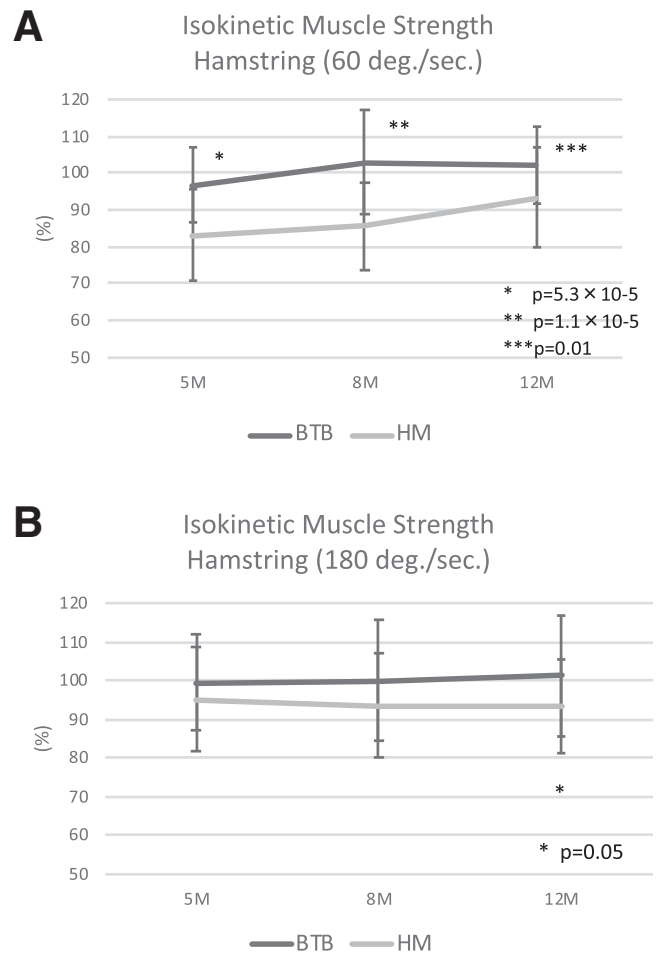 A
Isokinetic Muscle Strength
Hamstring (60 deg./sec.)
120
110
100
90
80
70
60
50
(%)
*
**
***
* p=5.3×10-5
** p=1.1×10-5
***p=0.01
5M 8M 12M
BTB HM
B
Isokinetic Muscle Strength
Hamstring (180 deg./sec.)
120
110
100
90
80
70
60
50
(%)
*
* p=0.05
5M 8M 12M
BTB HM